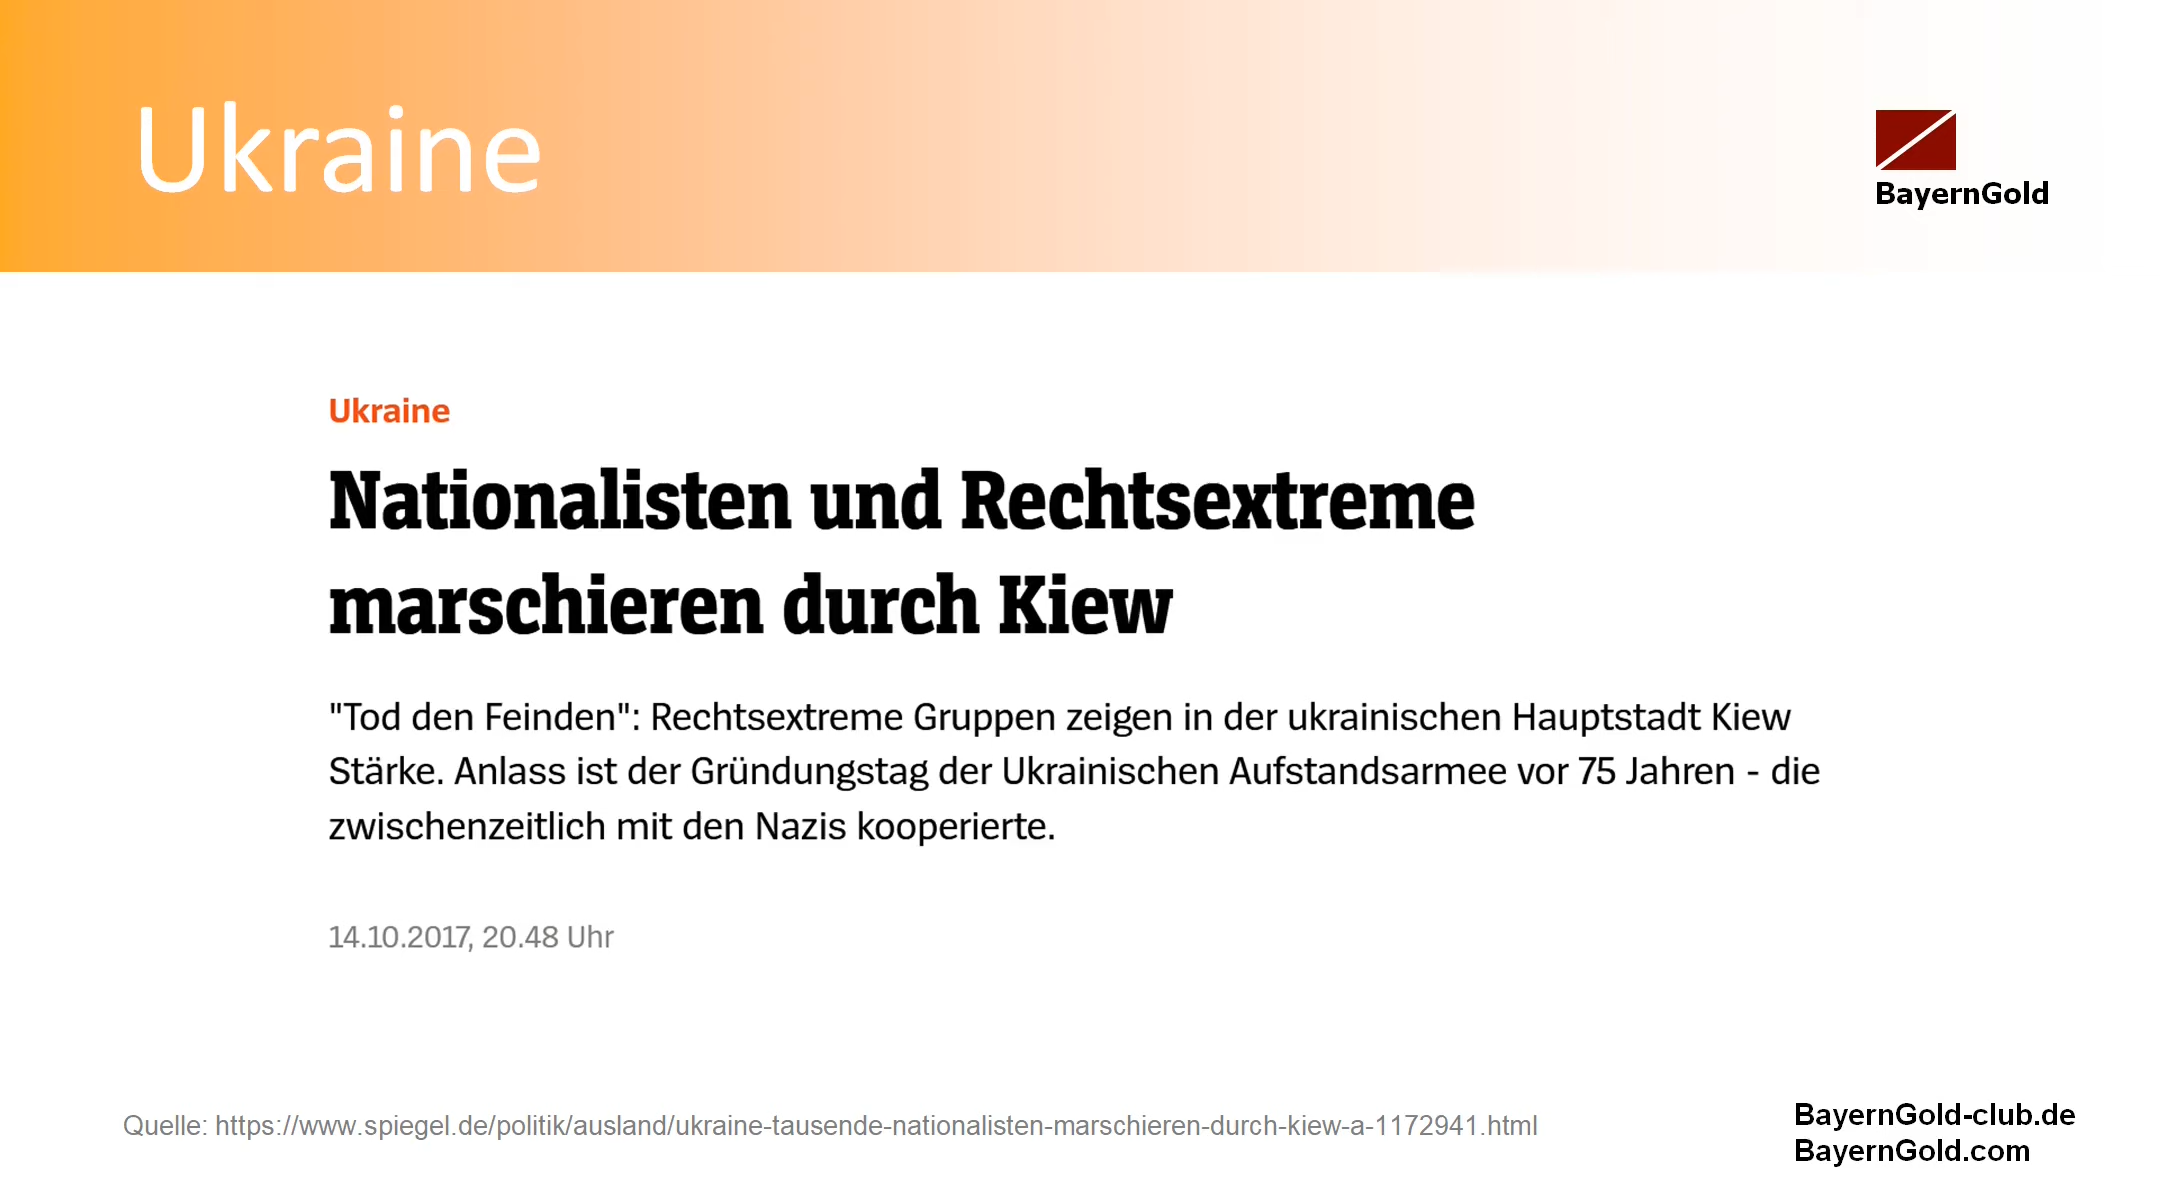 Ukraine
BayernGold
Ukraine
Nationalisten und Rechtsextreme
marschieren durch Kiew
"Tod den Feinden": Rechtsextreme Gruppen zeigen in der ukrainischen Hauptstadt Kiew
Stärke. Anlass ist der Gründungstag der Ukrainischen Aufstandsarmee vor 75 Jahren - die
zwischenzeitlich mit den Nazis kooperierte.
14.10.2017, 20.48 Uhr
Quelle: https://www.spiegel.de/politik/ausland/ukraine-tausende-nationalisten-marschieren-durch-kiew-a-1172941.html
BayernGold-club.de
BayernGold.com